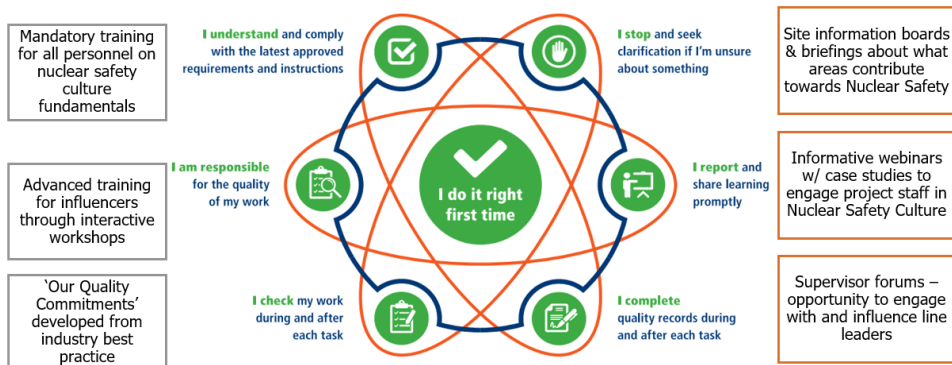 Mandatory training
for all personnel on
nuclear safety
culture
fundamentals
Advanced training
for influencers
through interactive
workshops
‘Our Quality
Commitments’
developed from
industry best
practice
I understand and comply
with the latest approved
requirements and instructions
I am responsible
for the quality
of my work
I check my work
during and after
each task
I do it right
first time
I stop and seek
clarification if I’m unsure
about something
I report and
share learning
promptly
I complete
quality records during
and after each task
Site information boards
& briefings about what
areas contribute
towards Nuclear Safety
Informative webinars
w/ case studies to
engage project staff in
Nuclear Safety Culture
Supervisor forums –
opportunity to engage
with and influence line
leaders